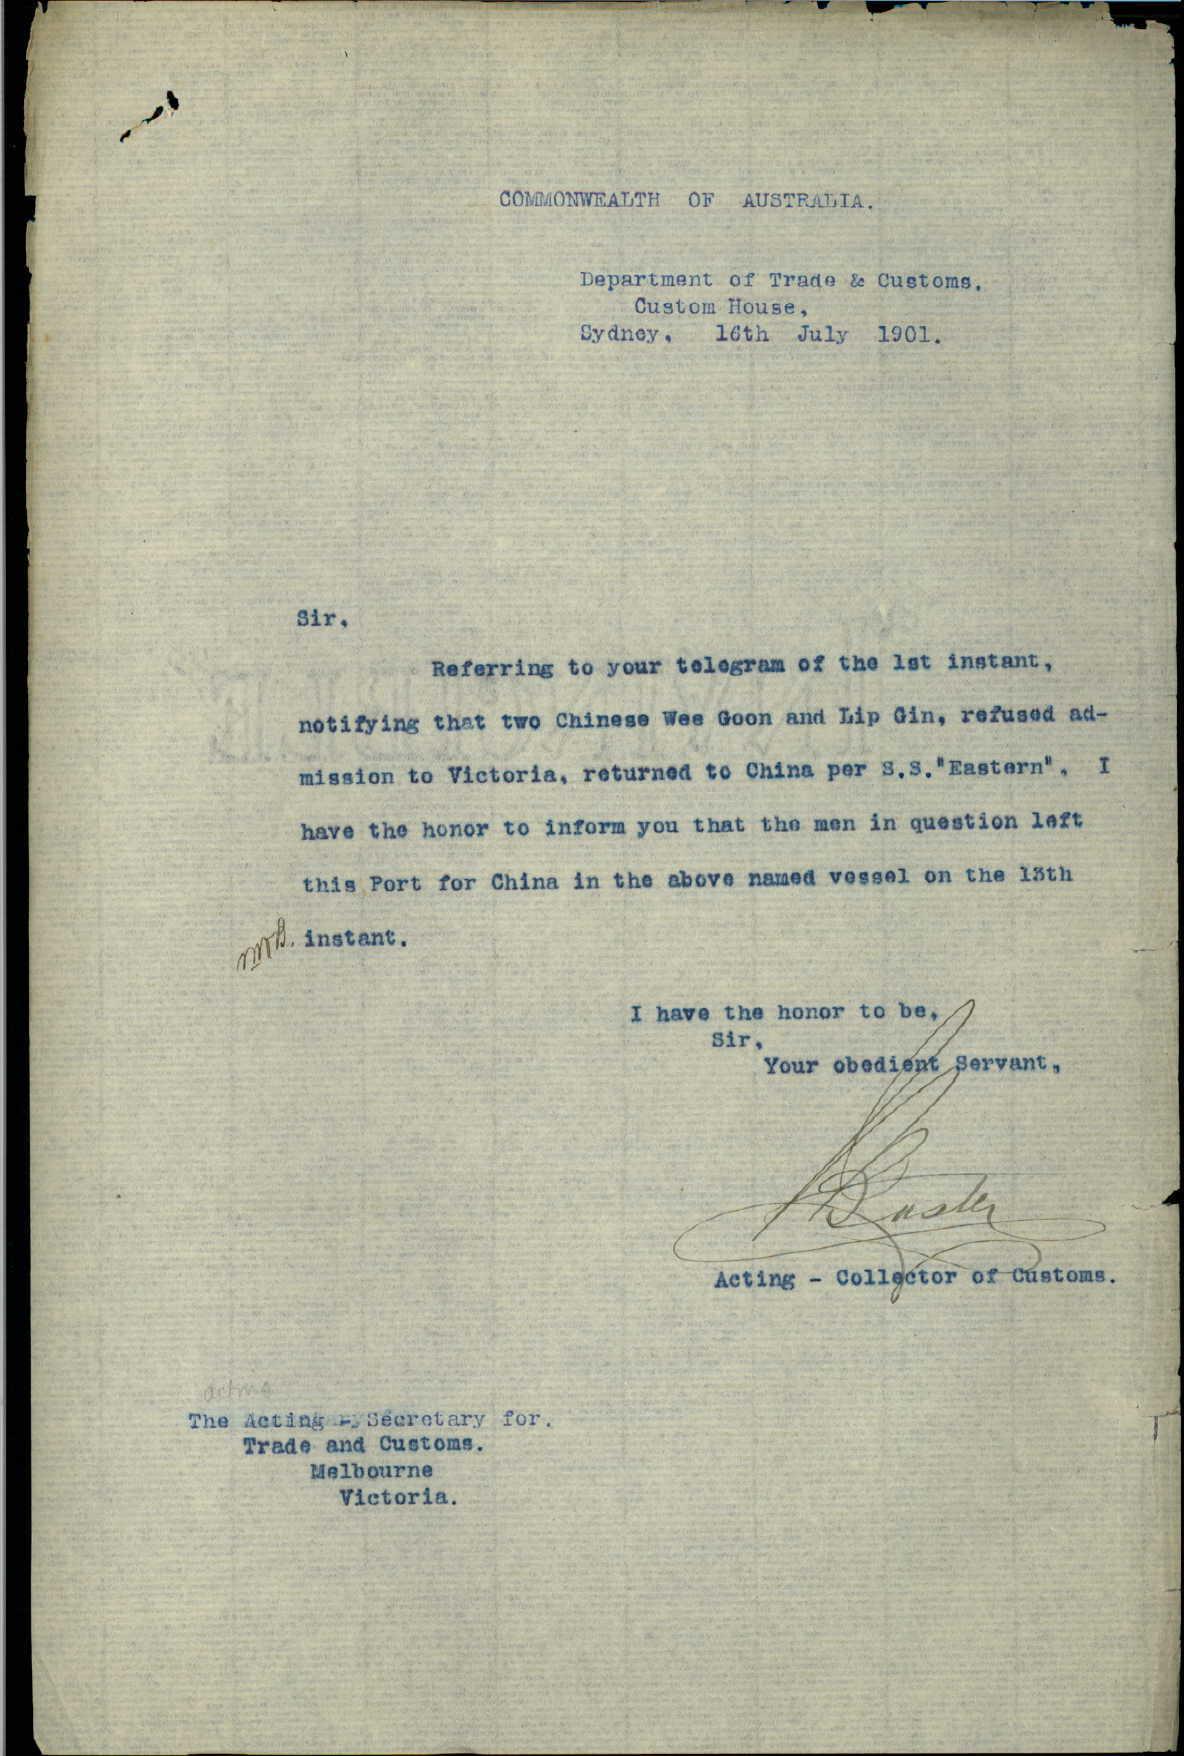 COMMONWEALTH OF AUSTRALIA.
Department of Trade & Customs.
Custom House,
Sydney, 16th July 1901.
Sir,
Referring to your telegram of the 1st instant,
notifying that two Chinese Wee Goon and Lip Gin, refused ad-
mission to Victoria, returned to China per S.S."Eastern". I
have the honor to inform you that the men in question left
this Port for China in the above named vessel on the 13th
instant.
I have the honor to be,
Sir,
Your obedient Servant,
Acting - Collector of Customs.
acting
The Acting - Secretary for.
Trade and Customs.
Melbourne
Victoria.